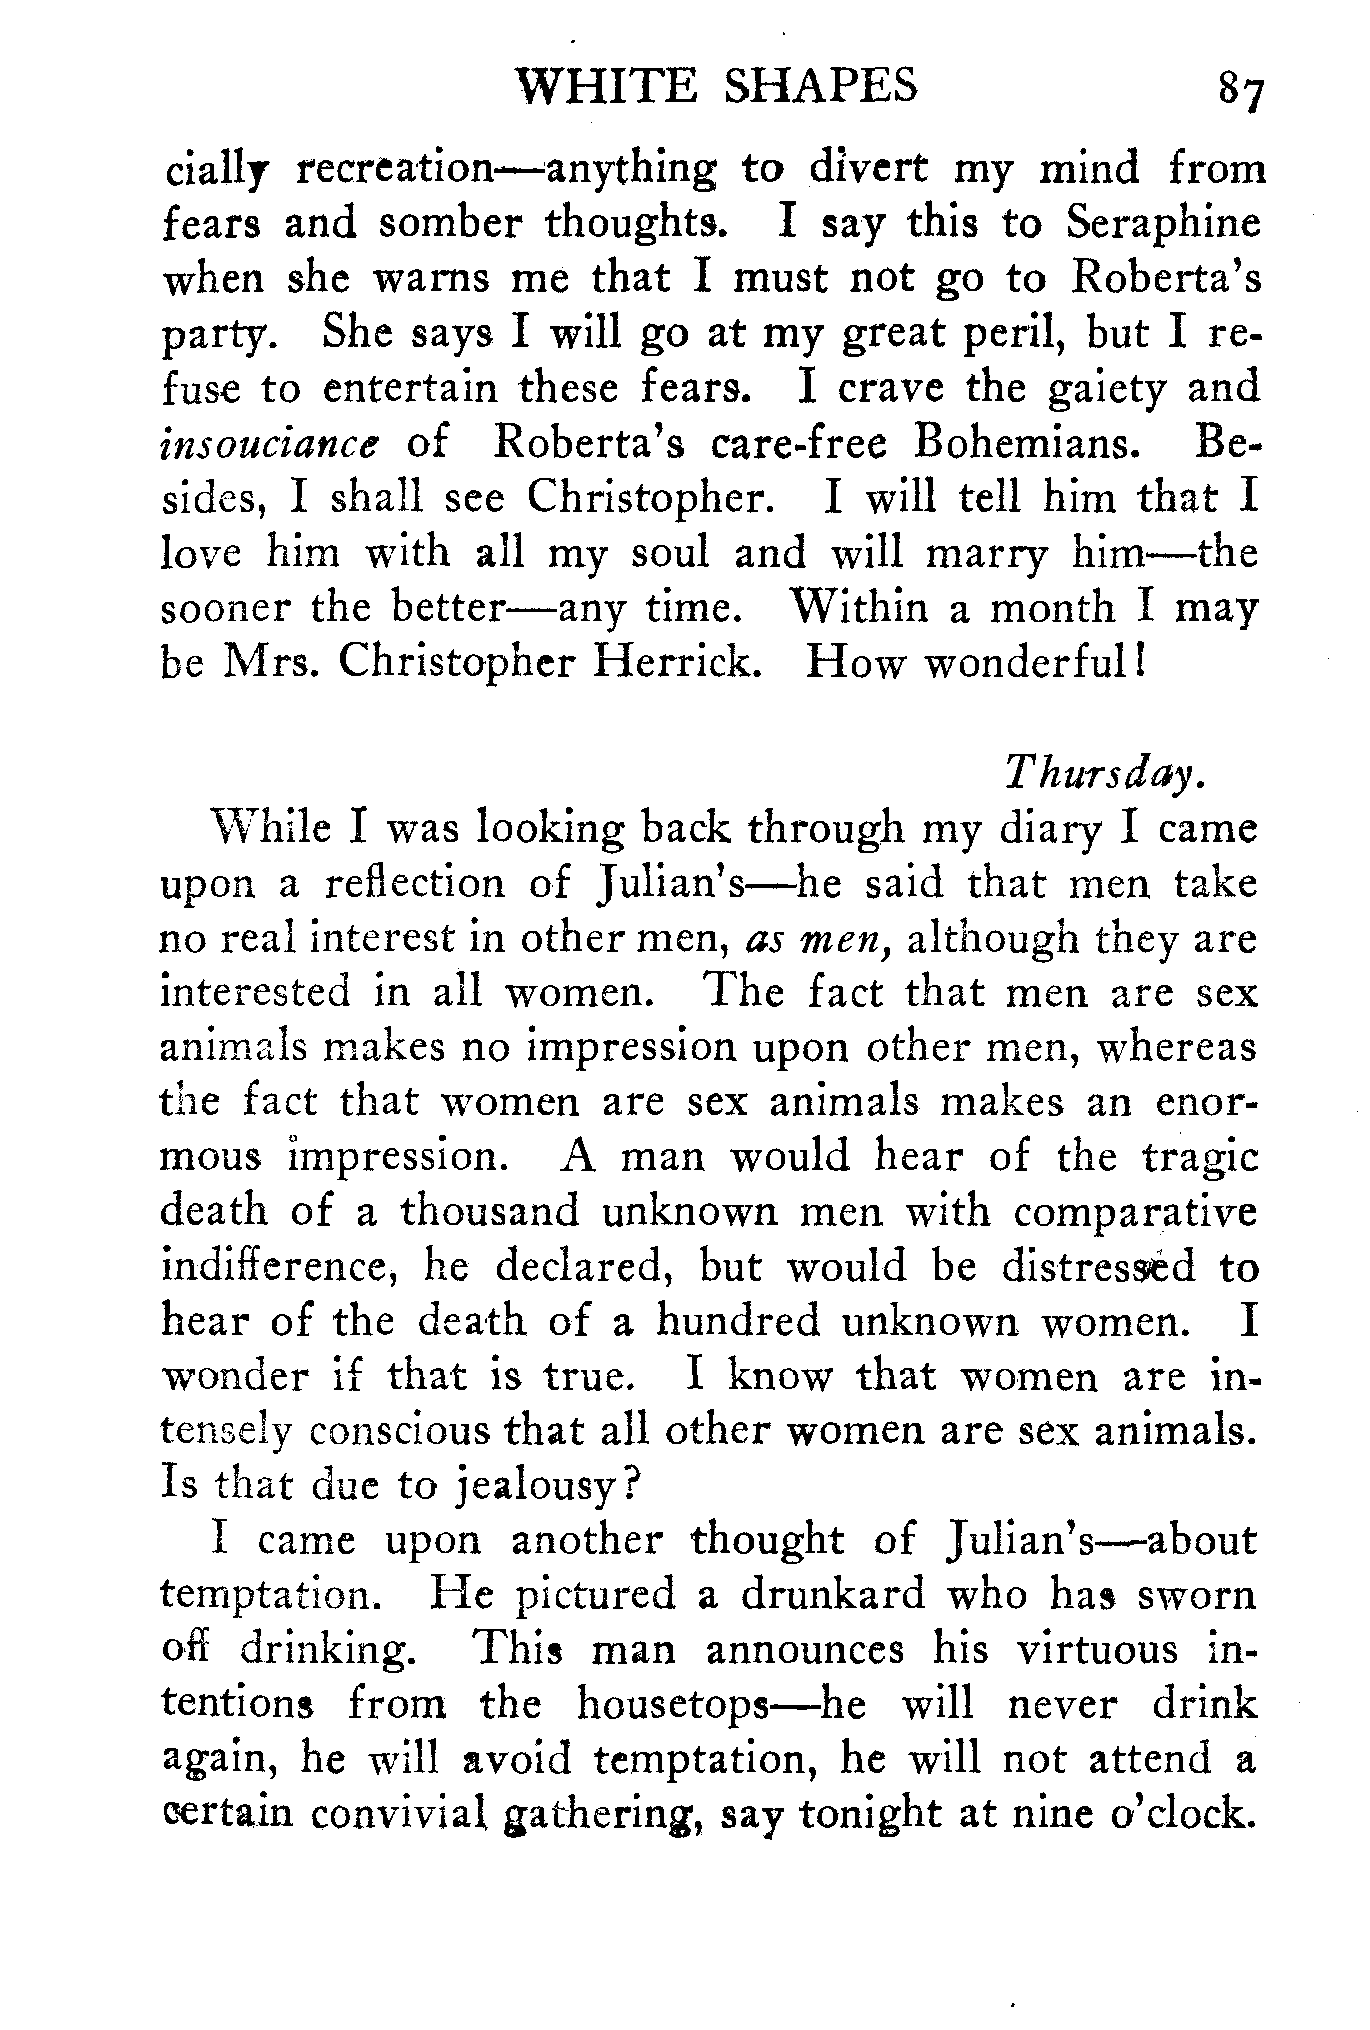 WHITE SHAPES 87
cially recreation—anything to divert my mind from
fears and somber thoughts. I say this to Seraphine
when she warns me that I must not go to Roberta's
party. She says I will go at my great peril, but I re-
fuse to entertain these fears. I crave the gaiety and
insouciance of Roberta's care-free Bohemians. Be-
sides, I shall see Christopher. I will tell him that I
love him with all my soul and will marry him—the
sooner the better—any time. Within a month I may
be Mrs. Christopher Herrick. How wonderful!
Thursday.
While I was looking back through my diary I came
upon a reflection of Julian's—he said that men take
no real interest in other men, as men, although they are
interested in all women. The fact that men are sex
animals makes no impression upon other men, whereas
the fact that women are sex animals makes an enor-
mous impression. A man would hear of the tragic
death of a thousand unknown men with comparative
indifference, he declared, but would be distressed to
hear of the death of a hundred unknown women. I
wonder if that is true. I know that women are in-
tensely conscious that all other women are sex animals.
Is that due to jealousy?
I came upon another thought of Julian's—about
temptation. He pictured a drunkard who has sworn
off drinking. This man announces his virtuous in-
tentions from the housetops—he will never drink
again, he will avoid temptation, he will not attend a
certain convivial gathering, say tonight at nine o'clock.